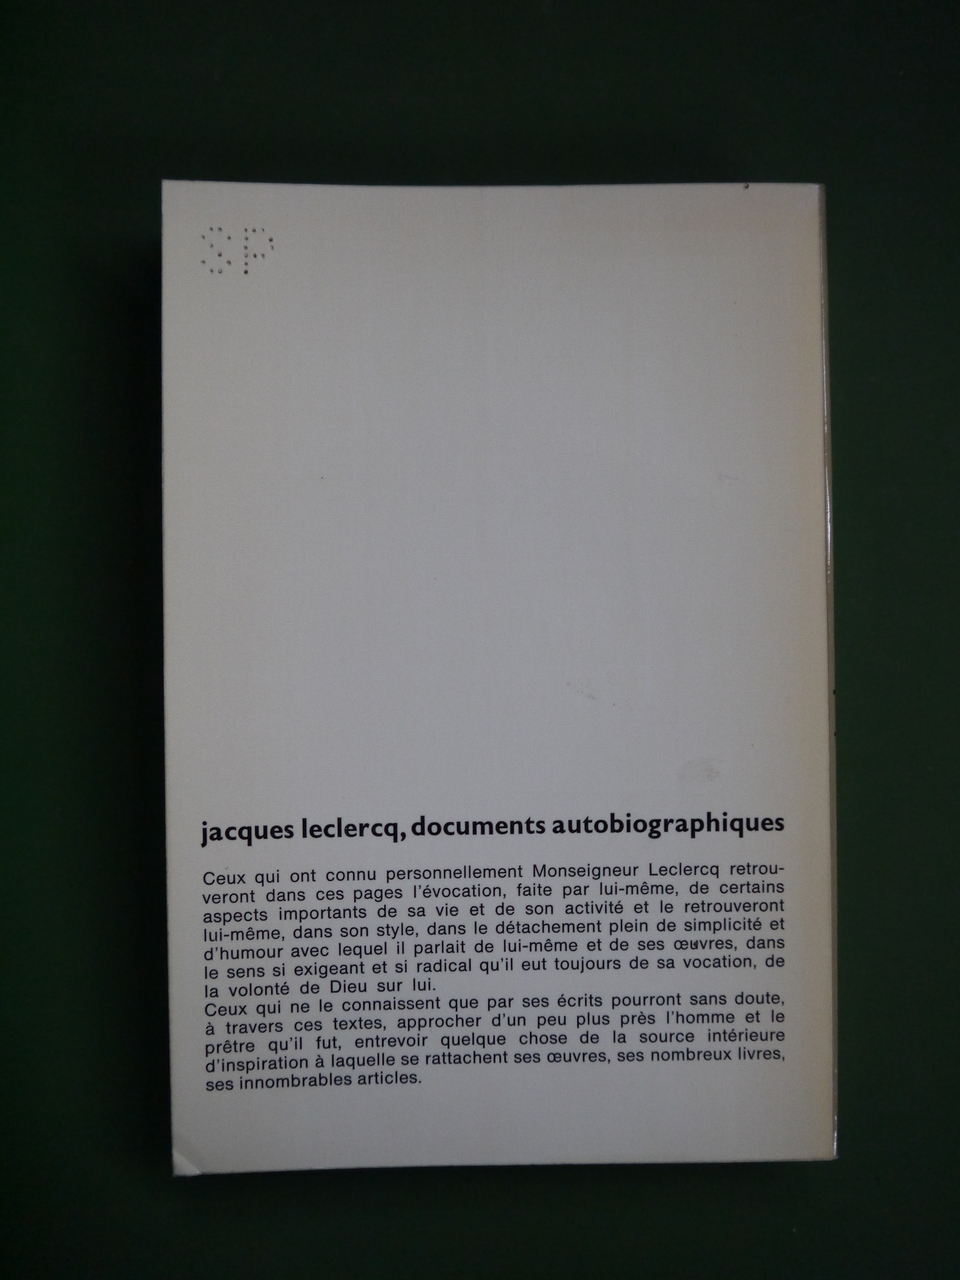 SP
jacques leclercq, documents autobiographiques
Ceux qui ont connu personnellement Monseigneur Leclercq retrou-
veront dans ces pages l'évocation, faite par lui-même, de certains
aspects importants de sa vie et de son activité et le retrouveront
lui-même, dans son style, dans le détachement plein de simplicité et
d'humour avec lequel il parlait de lui-même et de ses œuvres, dans
le sens si exigeant et si radical qu'il eut toujours de sa vocation, de
la volonté de Dieu sur lui.
Ceux qui ne le connaissent que par ses écrits pourront sans doute,
à travers ces textes, approcher d'un peu plus près l'homme et le
prêtre qu'il fut, entrevoir quelque chose de la source intérieure
d'inspiration à laquelle se rattachent ses œuvres, ses nombreux livres,
ses innombrables articles.